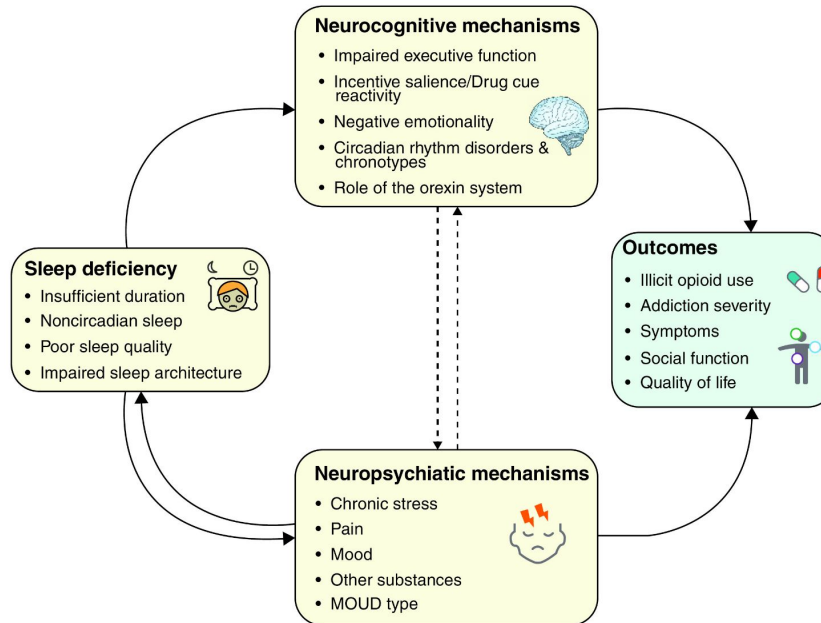 Neurocognitive mechanisms
• Impaired executive function
• Incentive salience/Drug cue
reactivity
• Negative emotionality
• Circadian rhythm disorders &
chronotypes
• Role of the orexin system
Sleep deficiency
• Insufficient duration
• Noncircadian sleep
• Poor sleep quality
• Impaired sleep architecture
Outcomes
• Illicit opioid use
• Addiction severity
• Symptoms
• Social function
• Quality of life
Neuropsychiatic mechanisms
• Chronic stress
• Pain
• Mood
• Other substances
• MOUD type